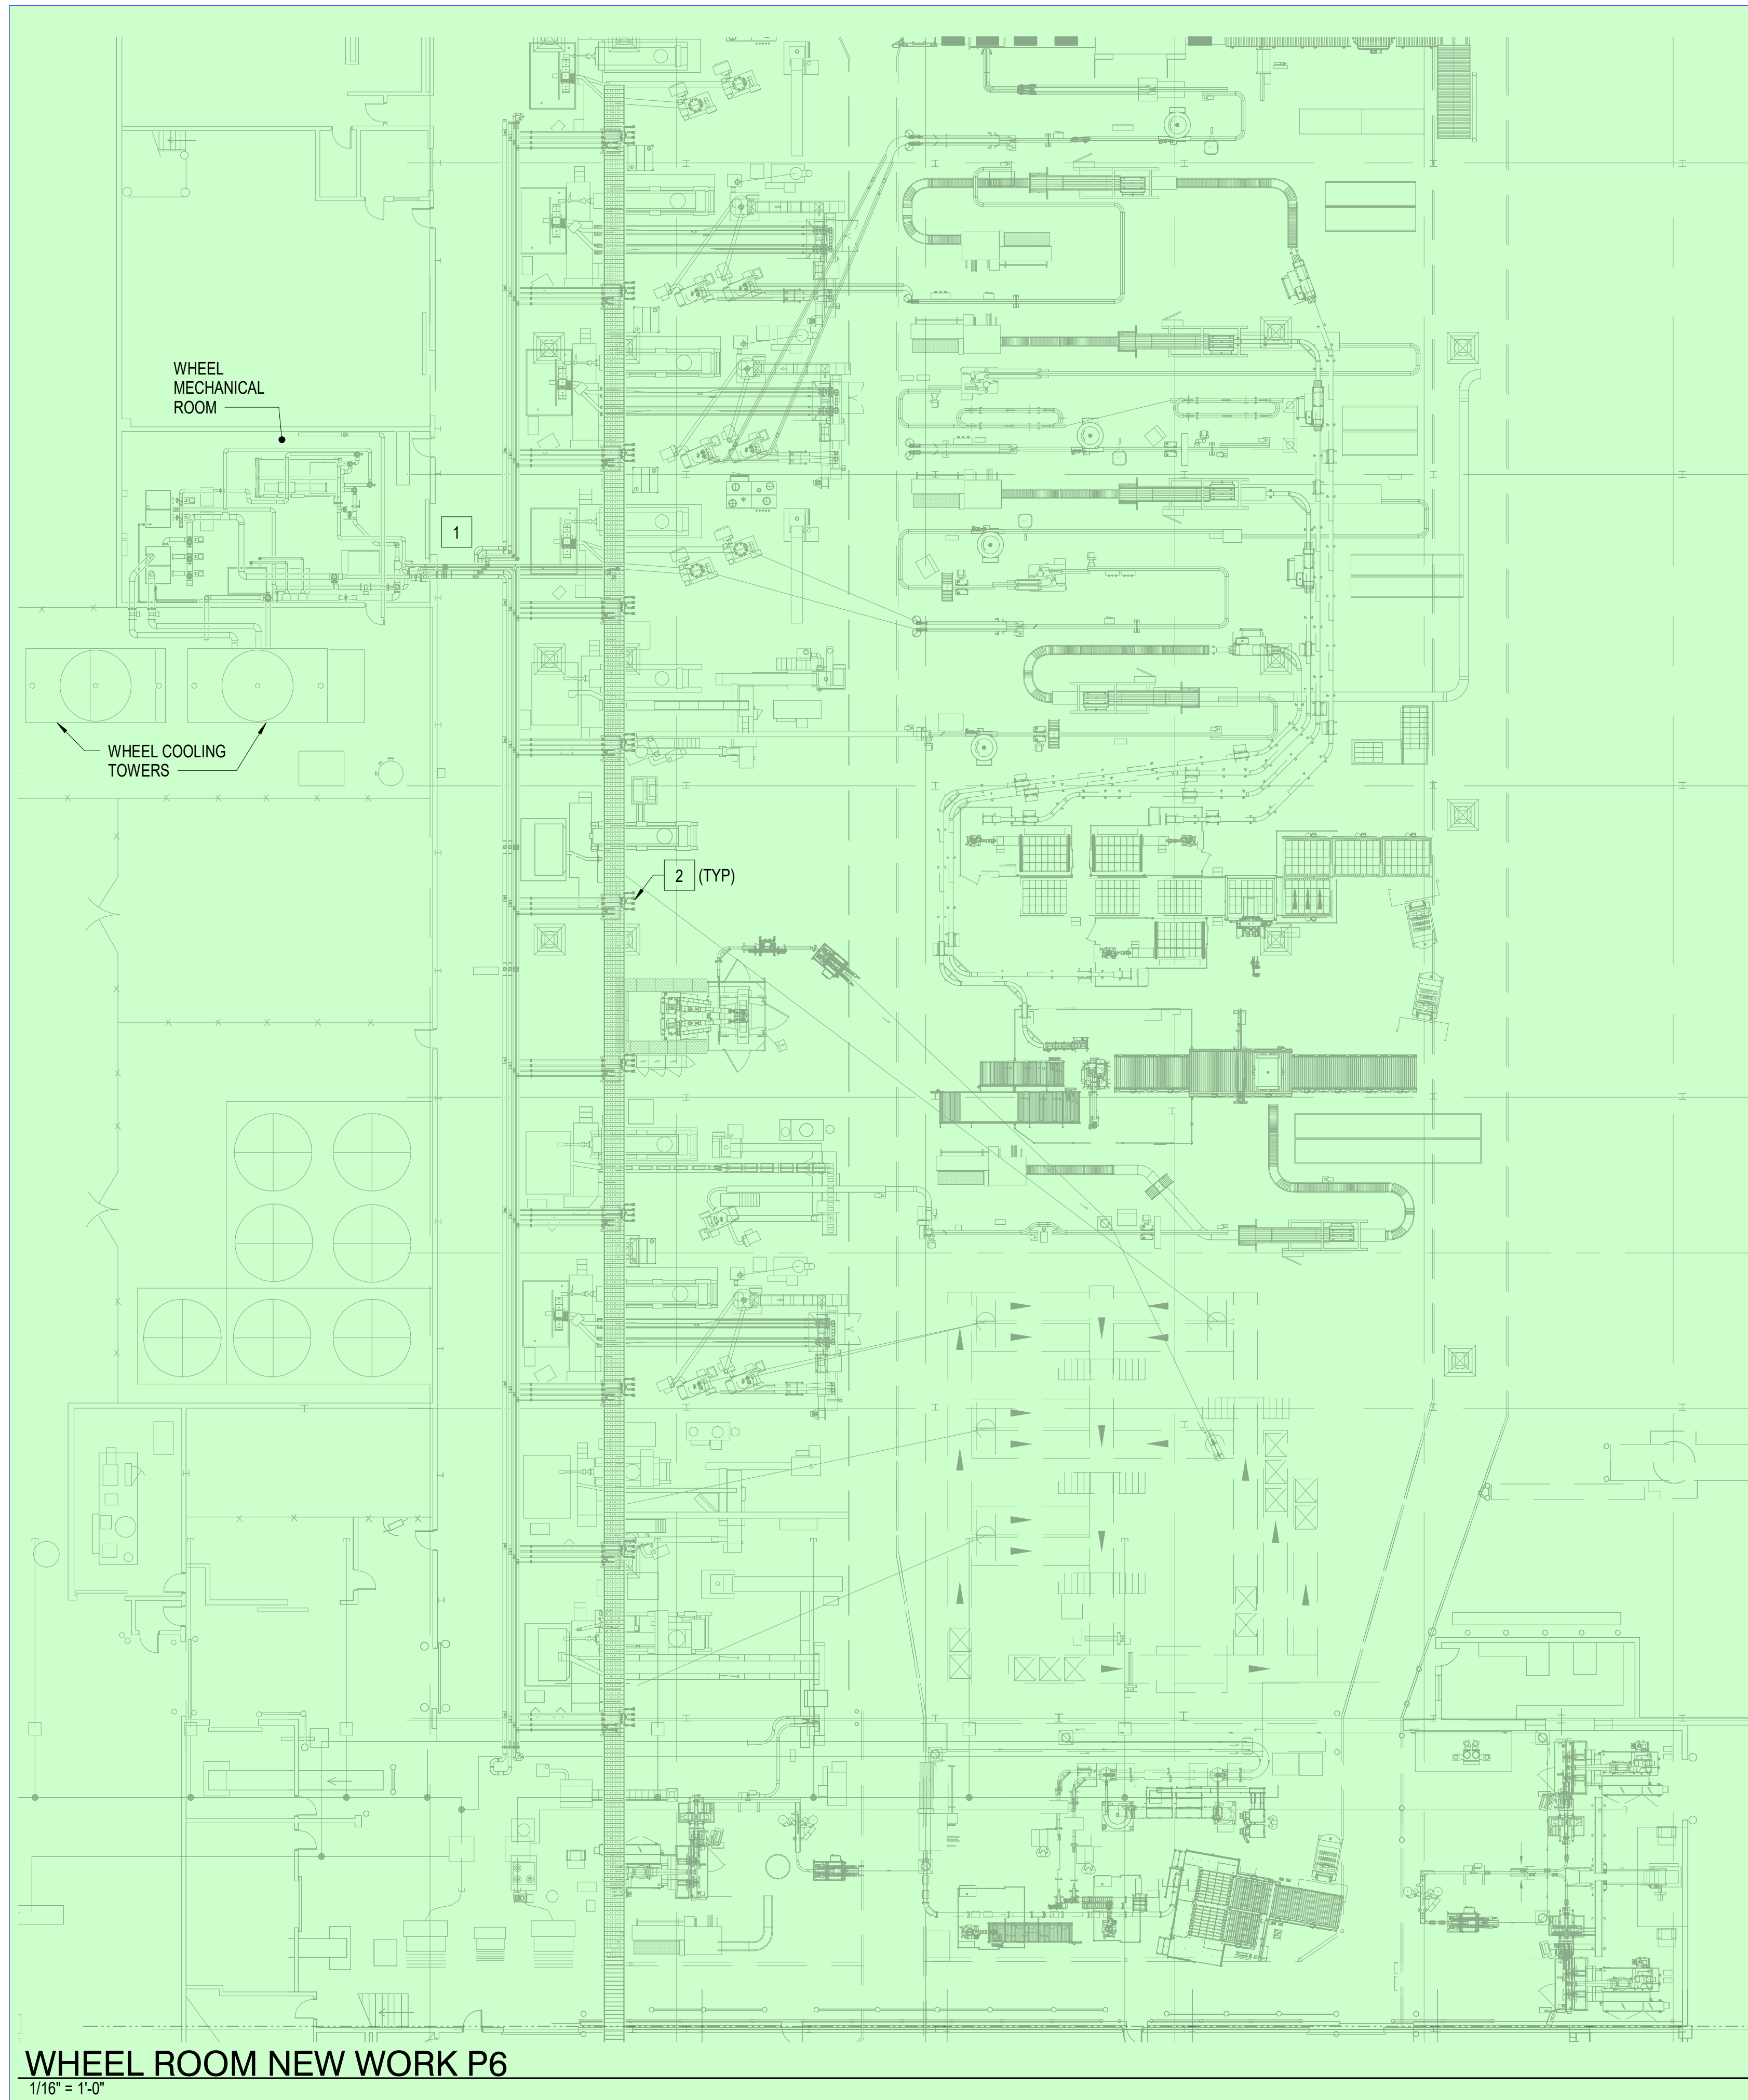 WHEEL
MECHANICAL
ROOM
1
WHEEL COOLING
TOWERS
2 (TYP)
WHEEL ROOM NEW WORK P6
1/16" = 1'-0"